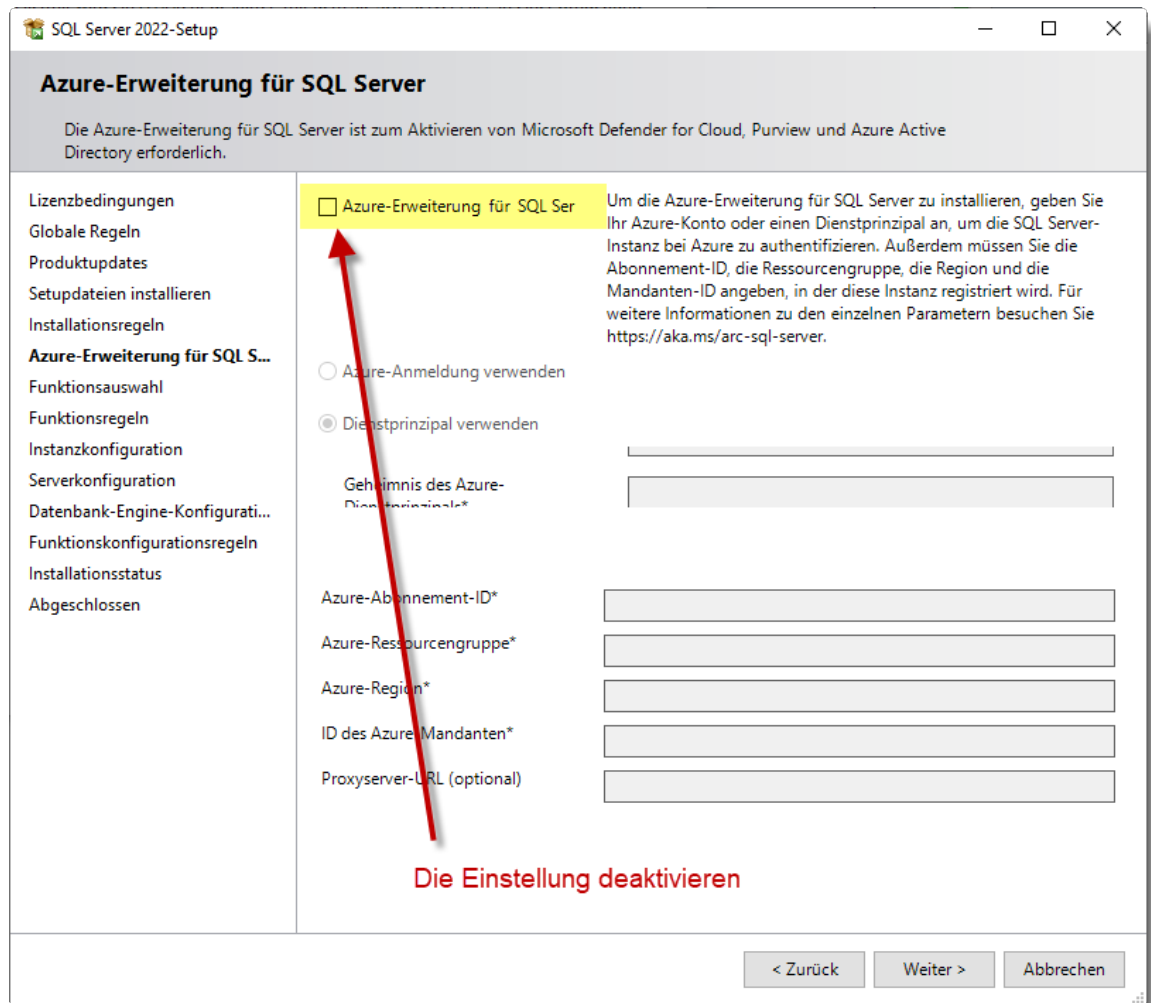 SQL Server 2022-Setup
Azure-Erweiterung für SQL Server
Die Azure-Erweiterung für SQL Server ist zum Aktivieren von Microsoft Defender for Cloud, Purview und Azure Active
Directory erforderlich.
Lizenzbedingungen
Globale Regeln
Produktupdates
Setupdateien installieren
Installationsregeln
Azure-Erweiterung für SQL S...
Funktionsauswahl
Funktionsregeln
Instanzkonfiguration
Serverkonfiguration
Datenbank-Engine-Konfigurati...
Funktionskonfigurationsregeln
Installationsstatus
Abgeschlossen
Azure-Erweiterung für SQL Ser
Um die Azure-Erweiterung für SQL Server zu installieren, geben Sie
Ihr Azure-Konto oder einen Dienstprinzipal an, um die SQL Server-
Instanz bei Azure zu authentifizieren. Außerdem müssen Sie die
Abonnement-ID, die Ressourcengruppe, die Region und die
Mandanten-ID angeben, in der diese Instanz registriert wird. Für
weitere Informationen zu den einzelnen Parametern besuchen Sie
https://aka.ms/arc-sql-server.
Azure-Anmeldung verwenden
Dienstprinzipal verwenden
Geheimnis des Azure-
Dienstprinzipals*
Azure-Abonnement-ID*
Azure-Ressourcengruppe*
Azure-Region*
ID des Azure-Mandanten*
Proxyserver-URL (optional)
Die Einstellung deaktivieren
< Zurück
Weiter >
Abbrechen